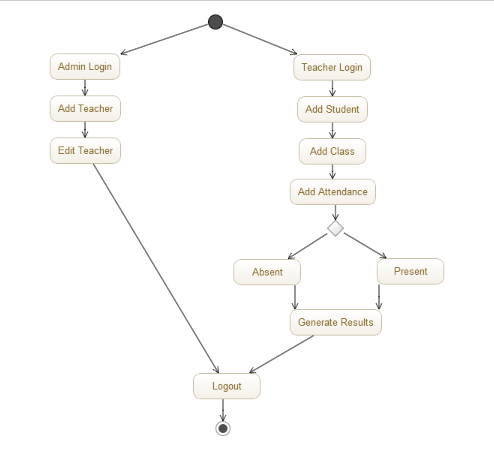 Admin Login
Teacher Login
Add Teacher
Add Student
Edit Teacher
Add Class
Add Attendance
Absent
Present
Generate Results
Logout